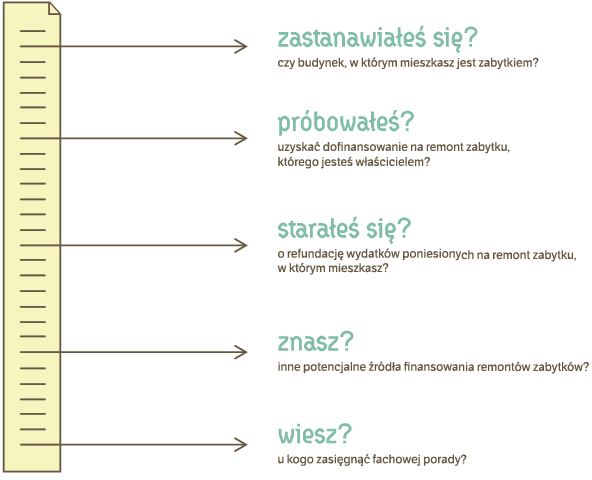 zastanawiałeś się?
czy budynek, w którym mieszkasz jest zabytkiem?
próbowałeś?
uzyskać dofinansowanie na remont zabytku,
którego jesteś właścicielem?
starałeś się?
o refundację wydatków poniesionych na remont zabytku,
w którym mieszkasz?
znasz?
inne potencjalne źródła finansowania remontów zabytków?
wiesz?
u kogo zasięgnąć fachowej porady?